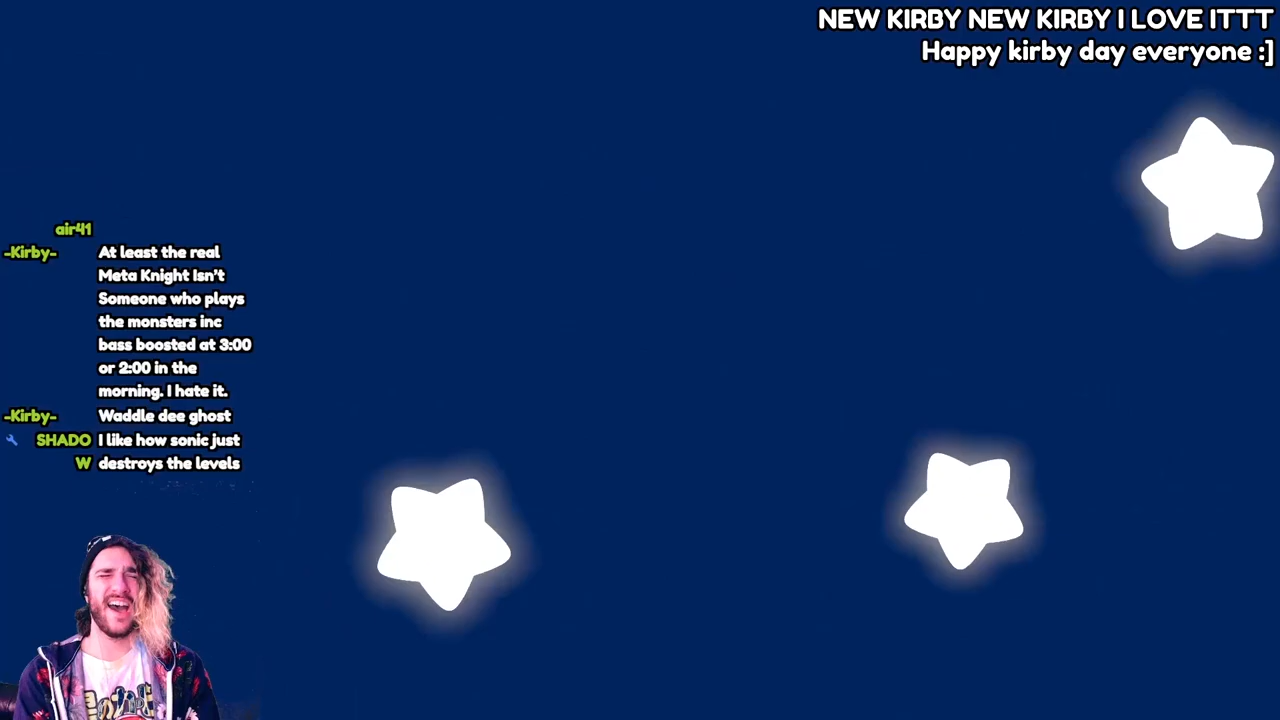 NEW KIRBY NEW KIRBY I LOVE ITTT
Happy kirby day everyone :]
air41
-Kirby- At least the real
Meta Knight Isn't
Someone who plays
the monsters inc
bass boosted at 3:00
or 2:00 in the
morning. I hate it.
-Kirby- Waddle dee ghost
SHADO I like how sonic just
W destroys the levels